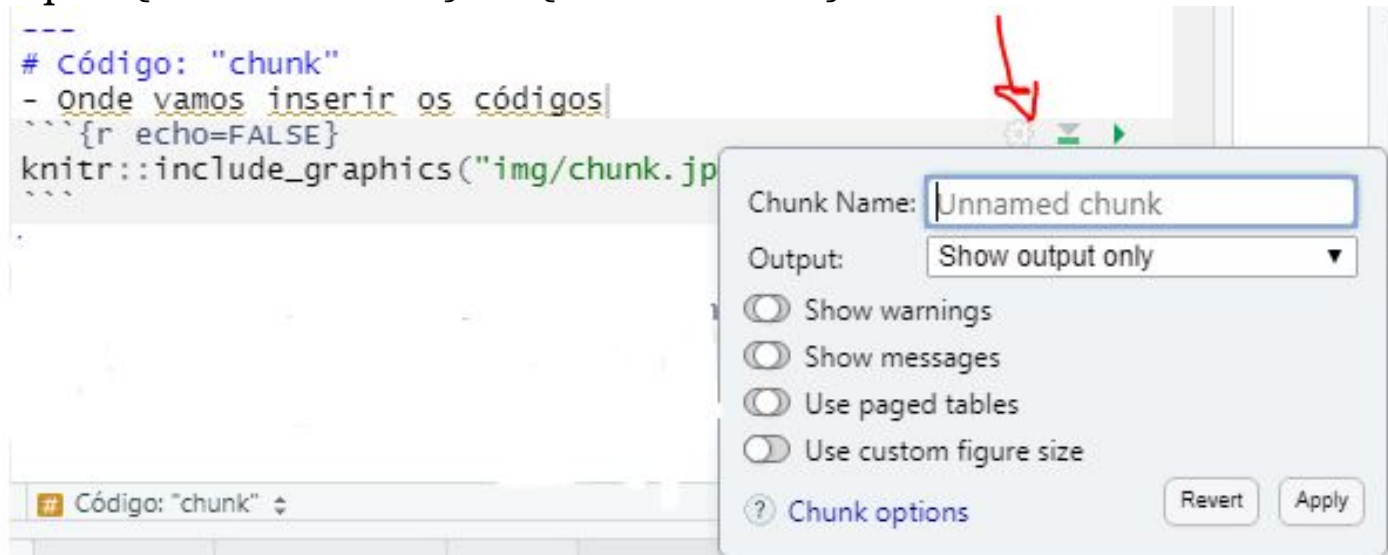 ---
# Código: "chunk"
- Onde vamos inserir os códigos
```{r echo=FALSE}
knitr::include_graphics("img/chunk.jp
```
Chunk Name: Unnamed chunk
Output: Show output only
Show warnings
Show messages
Use paged tables
Use custom figure size
? Chunk options
Revert Apply
# Código: "chunk"